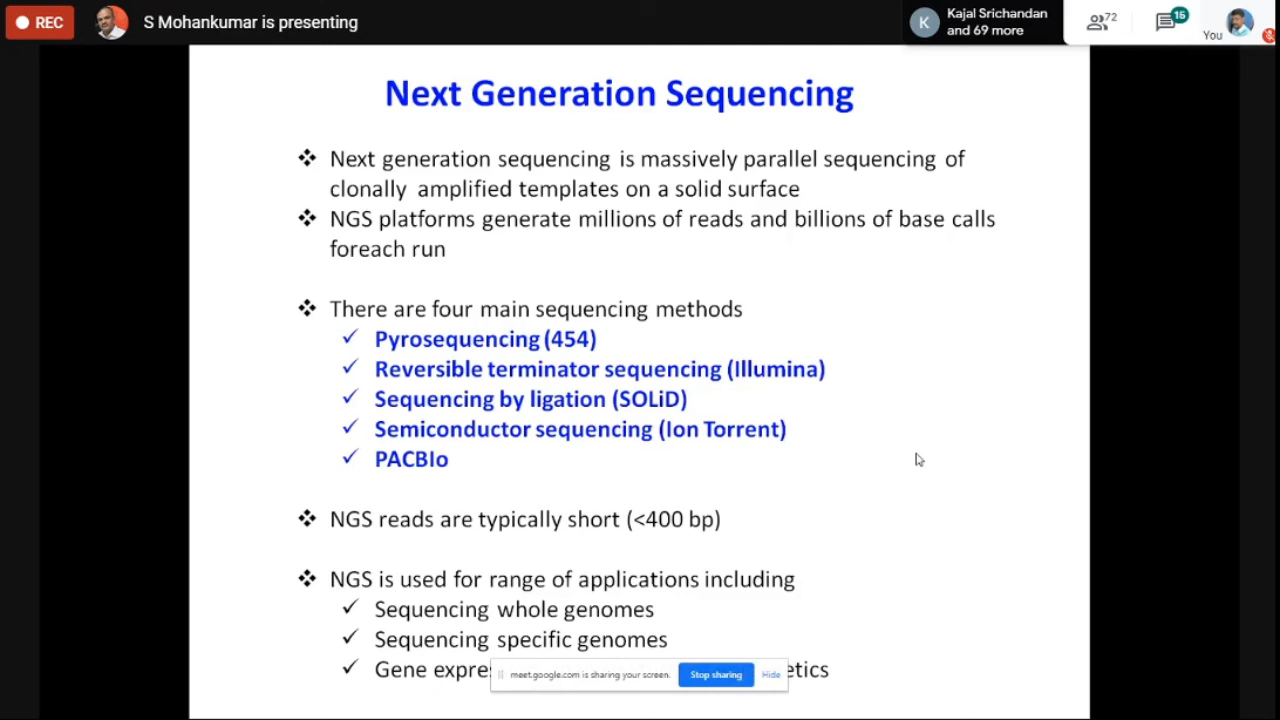 REC
S Mohankumar is presenting
K
Kajal Srichandan
and 69 more
72
15
You
Next Generation Sequencing
Next generation sequencing is massively parallel sequencing of
clonally amplified templates on a solid surface
NGS platforms generate millions of reads and billions of base calls
foreach run
There are four main sequencing methods
Pyrosequencing (454)
Reversible terminator sequencing (Illumina)
Sequencing by ligation (SOLiD)
Semiconductor sequencing (Ion Torrent)
PACBIo
NGS reads are typically short (<400 bp)
NGS is used for range of applications including
Sequencing whole genomes
Sequencing specific genomes
Gene expre etics
meet.google.com is sharing your screen.
Stop sharing
Hide